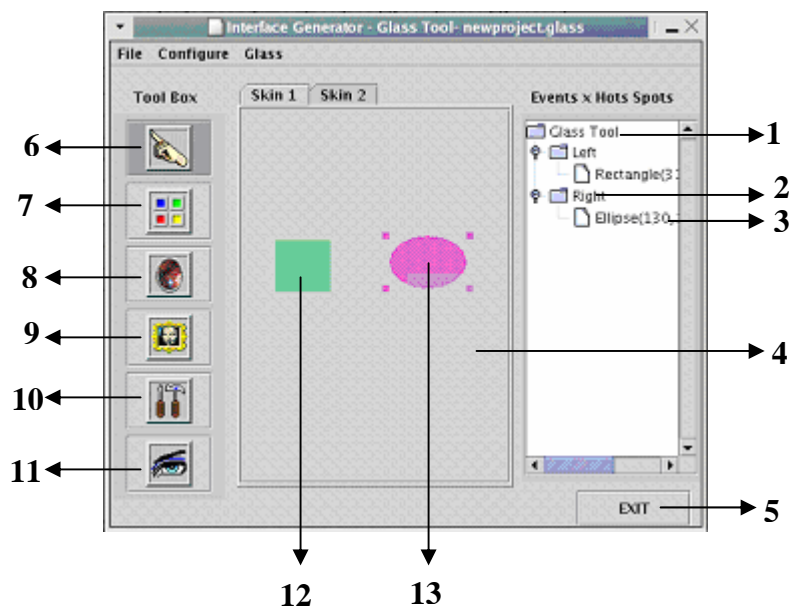 Interface Generator - Glass Tool- newproject.glass
File Configure Glass
Tool Box
Skin 1 Skin 2
Events x Hots Spots
Glass Tool
1
Left
Rectangle(31
Right
2
Ellipse(130,
3
6
7
8
9
10
11
4
EXIT
5
12
13